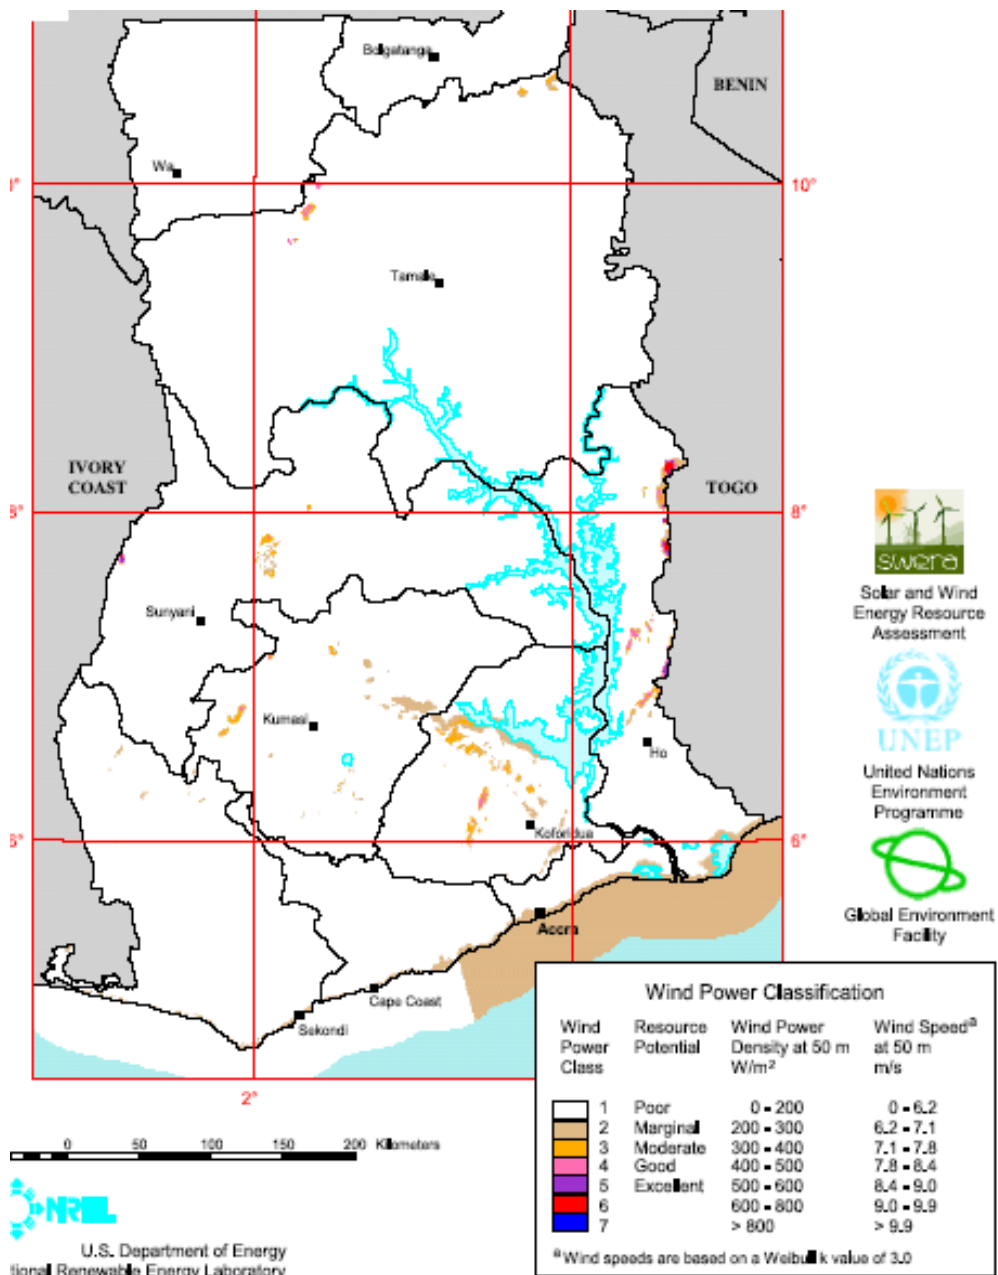 Bolgatanga
BENIN
Wa
10°
Tamale
IVORY
COAST
TOGO
8°
swera
Solar and Wind
Energy Resource
Assessment
Sunyani
UNEP
Kumasi
Ho
United Nations
Environment
Programme
Koforidua
6°
6°
Global Environment
Facility
Accra
Cape Coast
Sekondi
2°
Wind Power Classification
Wind Power Class Resource Potential Wind Power Density at 50 m W/m² Wind Speedᵃ at 50 m m/s
1 Poor 0 - 200 0 - 6.2
2 Marginal 200 - 300 6.2 - 7.1
3 Moderate 300 - 400 7.1 - 7.8
4 Good 400 - 500 7.8 - 8.4
5 Excellent 500 - 600 8.4 - 9.0
6 600 - 800 9.0 - 9.9
7 > 800 > 9.9
ᵃ Wind speeds are based on a Weibull k value of 3.0
0 50 100 150 200 Kilometers
NREL
U.S. Department of Energy
Renewable Energy Laboratory